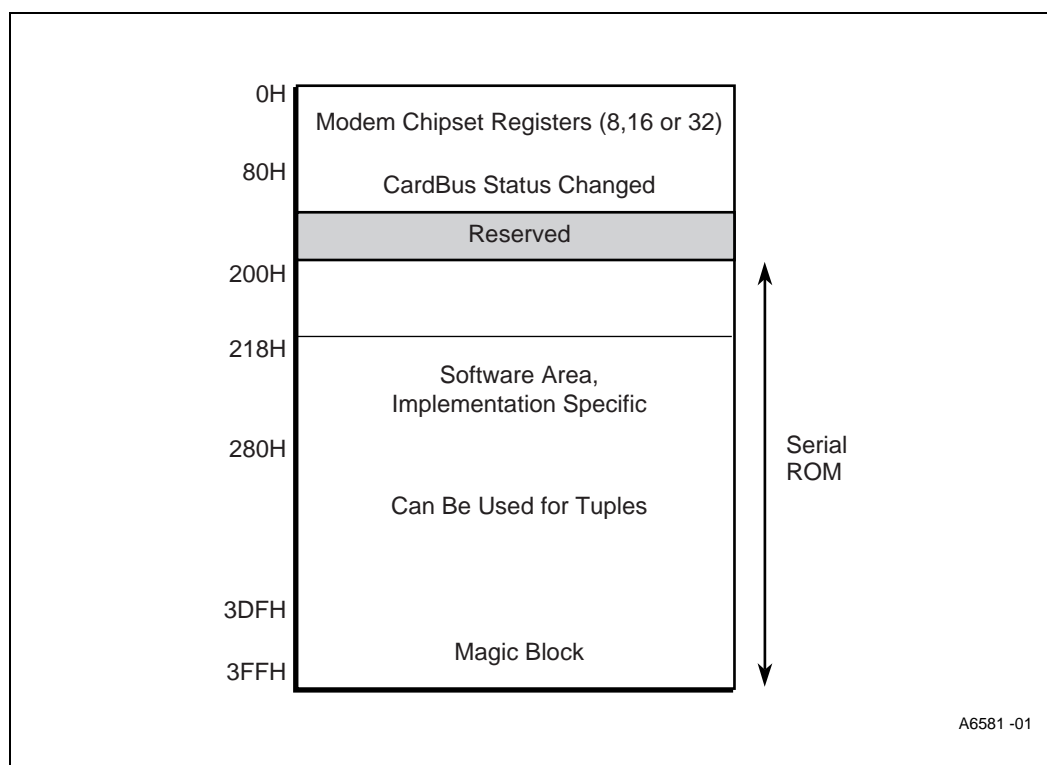 0H
Modem Chipset Registers (8,16 or 32)
80H
CardBus Status Changed
Reserved
200H
218H
Software Area,
Implementation Specific
280H
Serial
ROM
Can Be Used for Tuples
3DFH
Magic Block
3FFH
A6581 -01